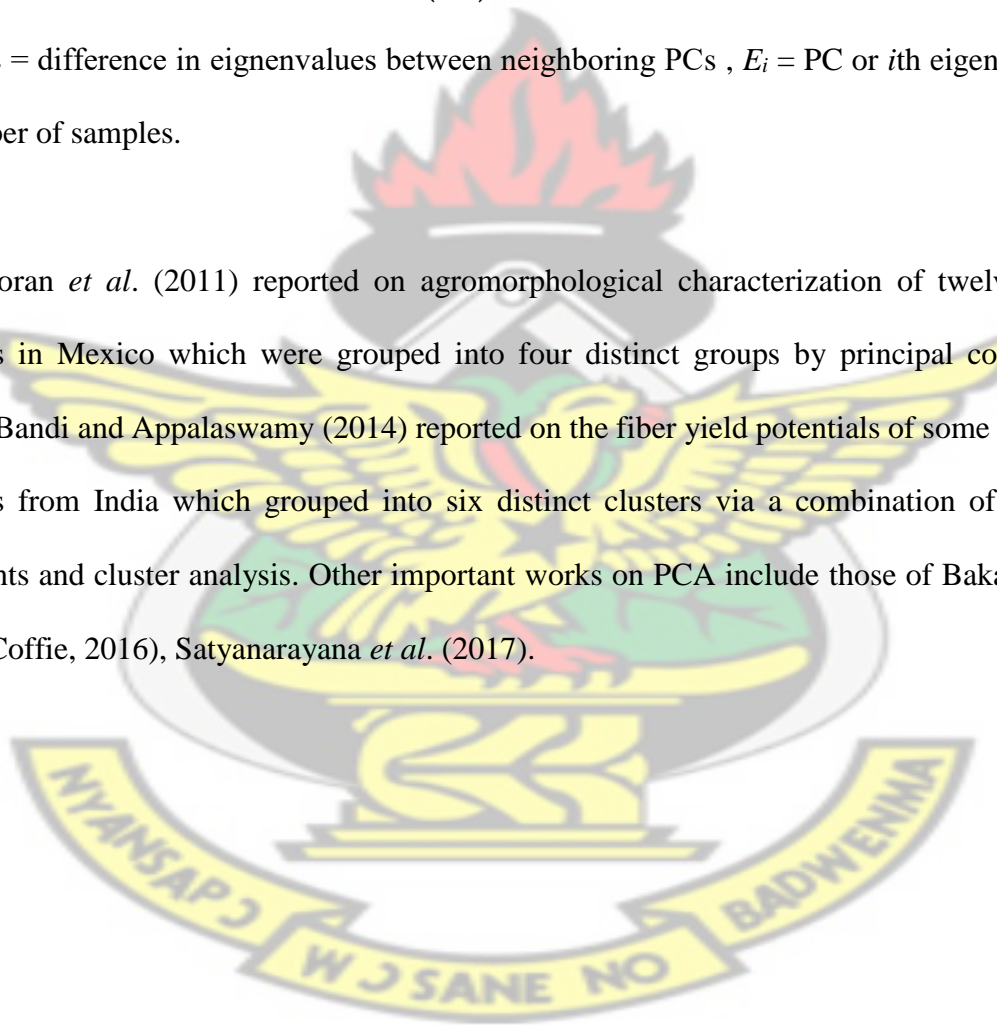 = difference in eignenvalues between neighboring PCs , Ei = PC or ith eigen
er of samples.
oran et al. (2011) reported on agromorphological characterization of twelv
s in Mexico which were grouped into four distinct groups by principal co
Bandi and Appalaswamy (2014) reported on the fiber yield potentials of some
s from India which grouped into six distinct clusters via a combination of
nts and cluster analysis. Other important works on PCA include those of Baka
Coffie, 2016), Satyanarayana et al. (2017).
NYANSAPƆ
WƆSANE NO
BADWENMA